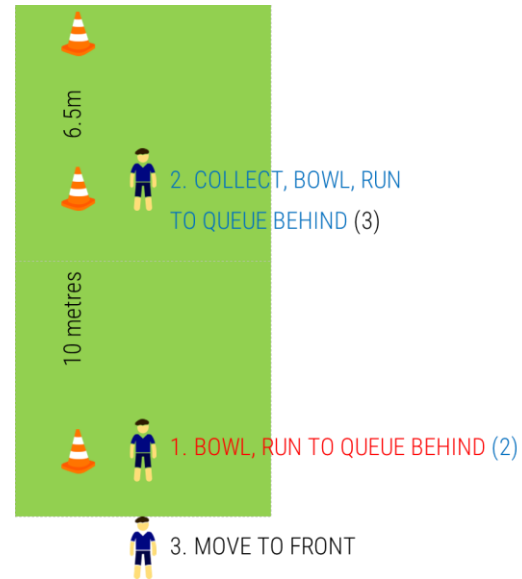 6.5m
2. COLLECT, BOWL, RUN
TO QUEUE BEHIND (3)
10 metres
1. BOWL, RUN TO QUEUE BEHIND (2)
3. MOVE TO FRONT